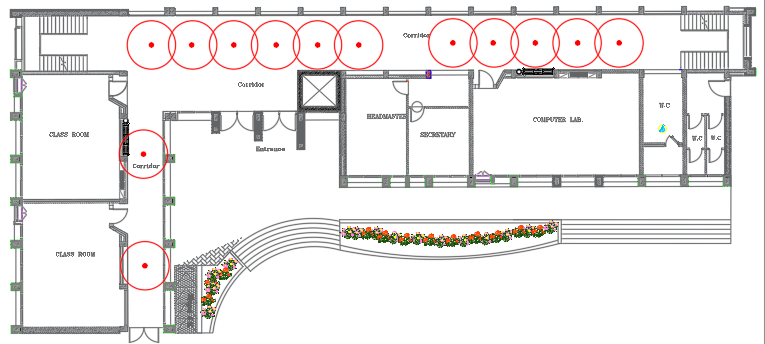 Corridor
Corridor
W.C
HEADMASTER
COMPUTER LAB.
CLASS ROOM
SECRETARY
W.C
W.C
Entrance
Corridor
CLASS ROOM